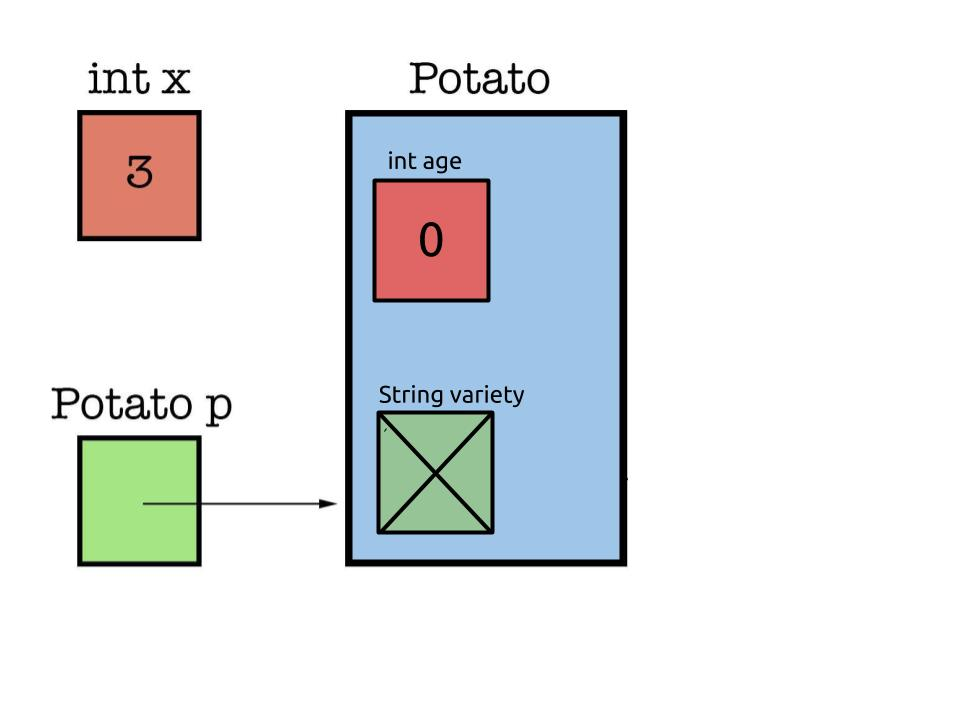 int x
3
Potato
int age
0
String variety
Potato p